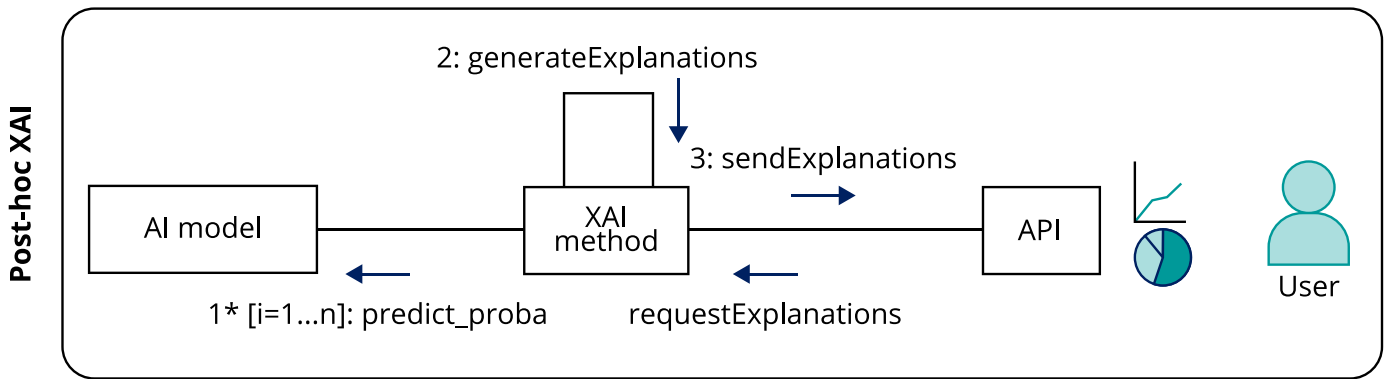 Post-hoc XAI
2: generateExplanations
3: sendExplanations
AI model
XAI
method
API
1* [i=1...n]: predict_proba
requestExplanations
User